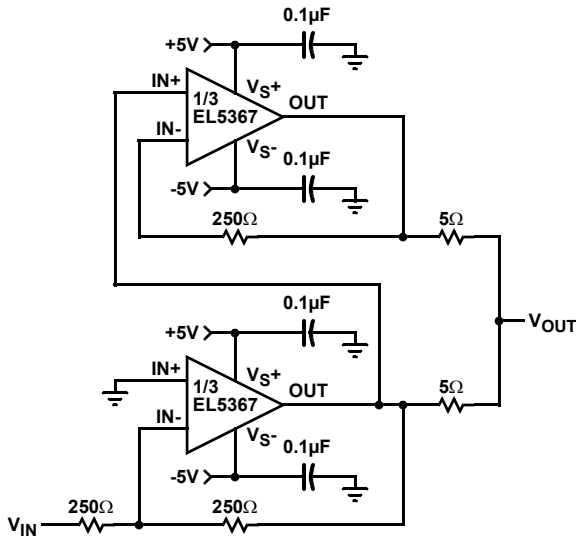 0.1µF
+5V
IN+
VS+
OUT
1/3
EL5367
IN-
VS-
0.1µF
-5V
250Ω
5Ω
0.1µF
+5V
VOUT
IN+
VS+
OUT
5Ω
1/3
EL5367
IN-
VS-
0.1µF
-5V
250Ω
250Ω
VIN